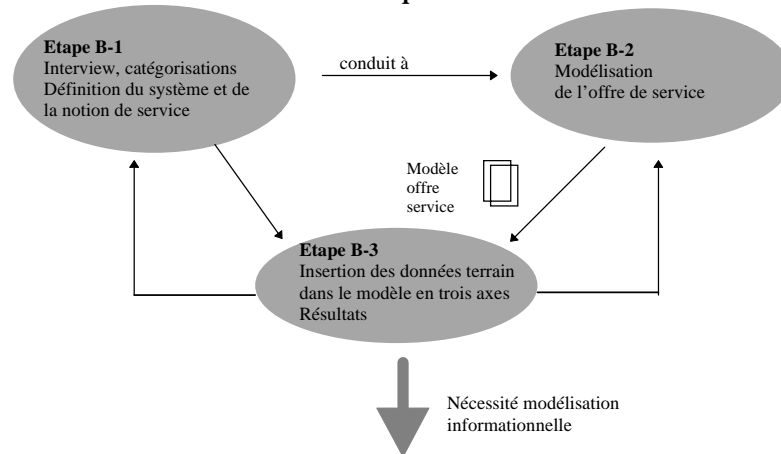 Etape B-1
Interview, catégorisations
Définition du système et de
la notion de service
conduit à
Etape B-2
Modélisation
de l’offre de service
Modèle
offre
service
Etape B-3
Insertion des données terrain
dans le modèle en trois axes
Résultats
Nécessité modélisation
informationnelle